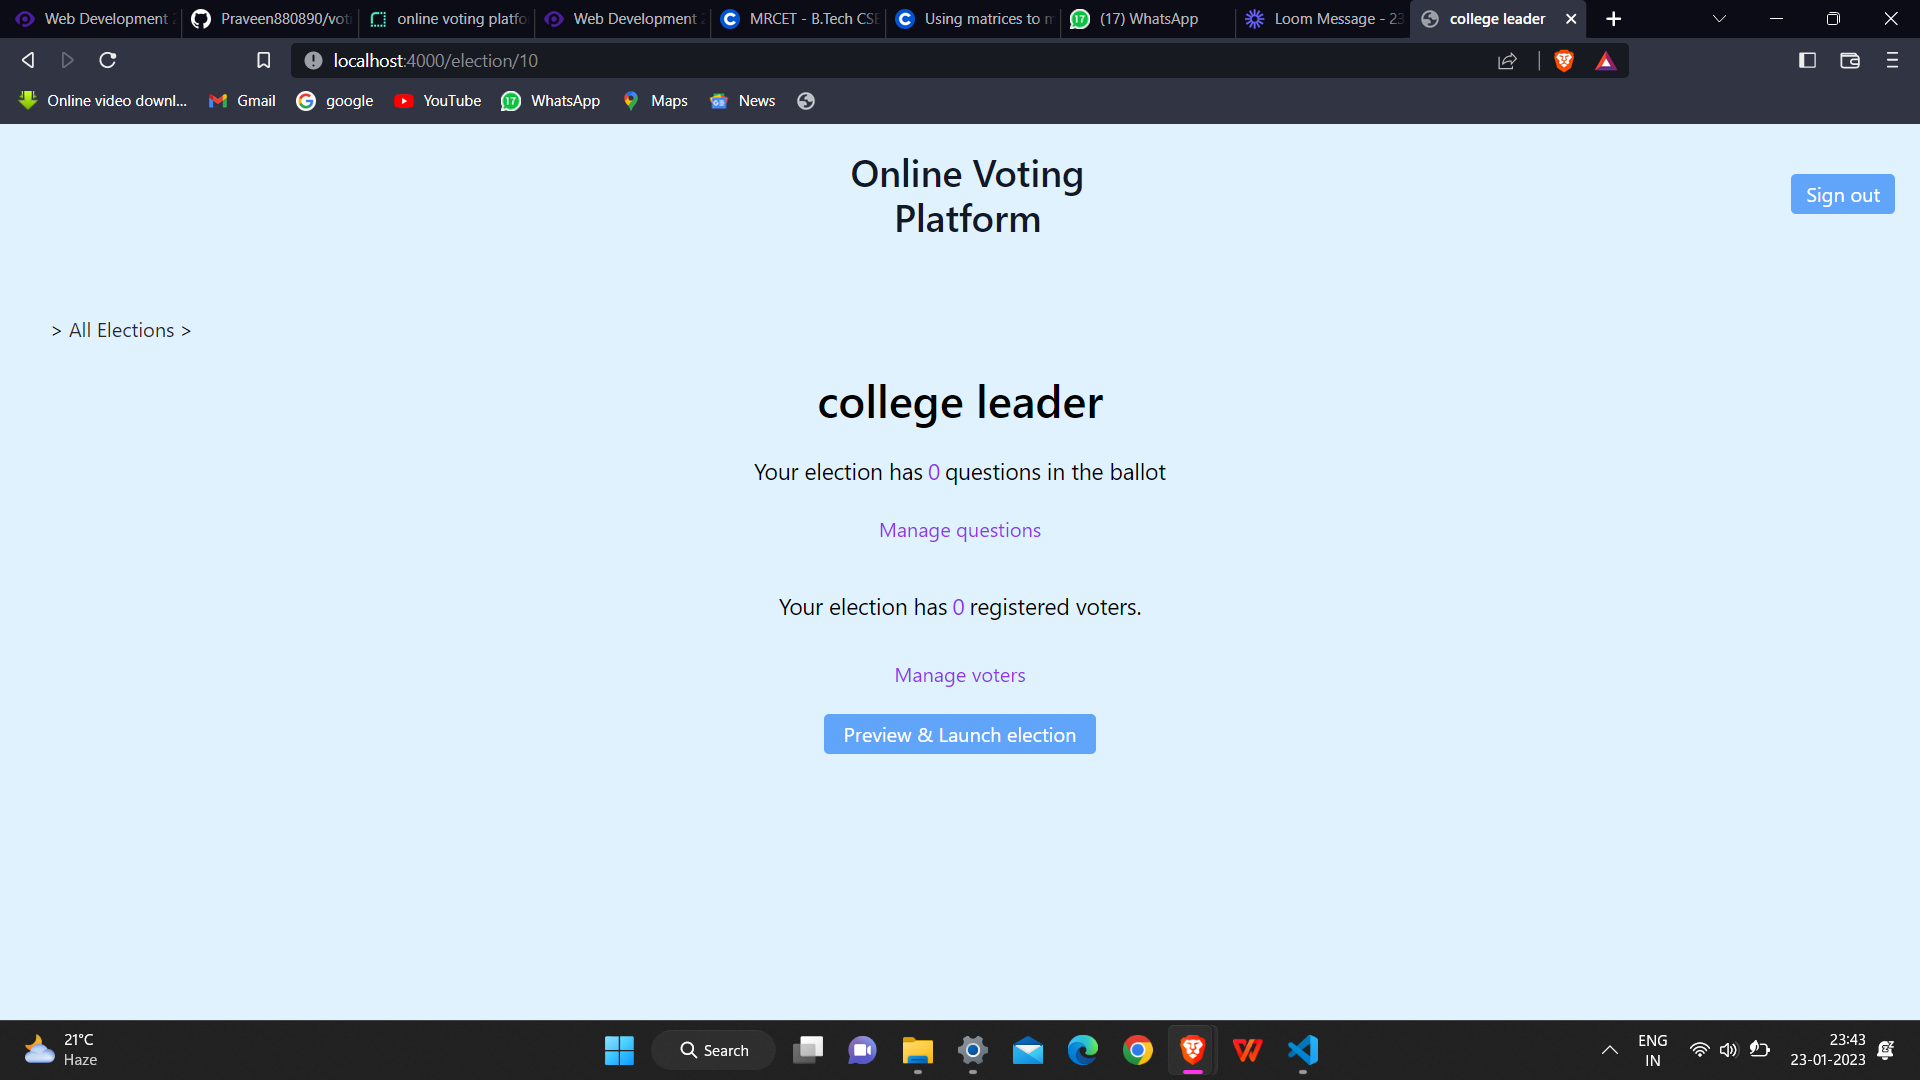 Web Development
Praveen880890/voti
online voting platfo
Web Development
MRCET - B.Tech CSE
Using matrices to m
(17) WhatsApp
Loom Message - 23
college leader
localhost:4000/election/10
Online video downl...
Gmail
google
YouTube
17
WhatsApp
Maps
News
Online Voting
Platform
Sign out
> All Elections >
college leader
Your election has 0 questions in the ballot
Manage questions
Your election has 0 registered voters.
Manage voters
Preview & Launch election
21°C
Haze
Search
ENG
IN
23:43
23-01-2023